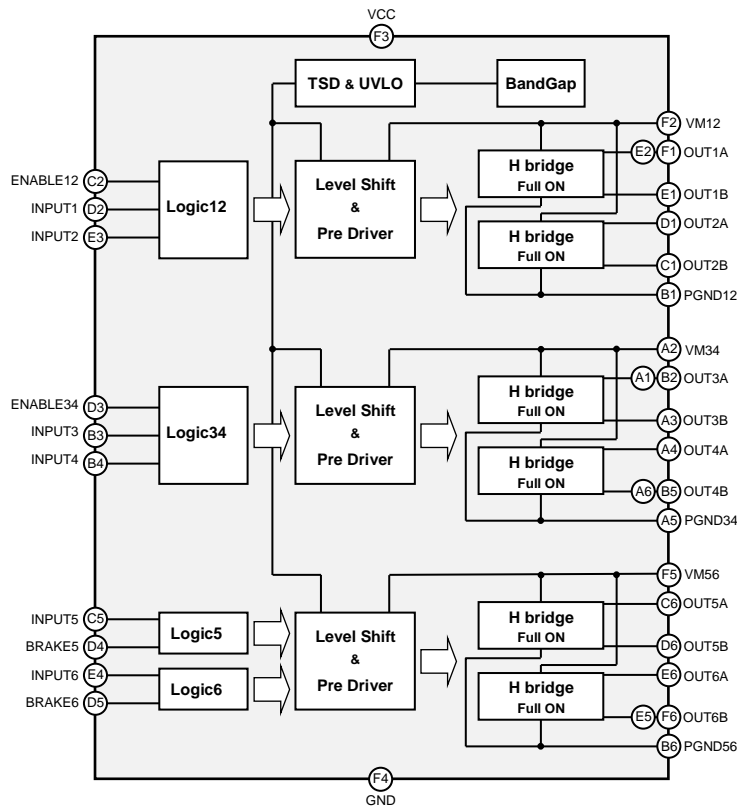 VCC
F3
TSD & UVLO
BandGap
F2 VM12
E2 F1 OUT1A
H bridge
Full ON
E1 OUT1B
ENABLE12 C2
INPUT1 D2
INPUT2 E3
Logic12
Level Shift
&
Pre Driver
D1 OUT2A
H bridge
Full ON
C1 OUT2B
B1 PGND12
A2 VM34
A1 B2 OUT3A
H bridge
Full ON
A3 OUT3B
ENABLE34 D3
INPUT3 B3
INPUT4 B4
Logic34
Level Shift
&
Pre Driver
A4 OUT4A
H bridge
Full ON
A6 B5 OUT4B
A5 PGND34
F5 VM56
C6 OUT5A
H bridge
Full ON
D6 OUT5B
INPUT5 C5
BRAKE5 D4
Logic5
INPUT6 E4
BRAKE6 D5
Logic6
Level Shift
&
Pre Driver
E6 OUT6A
H bridge
Full ON
E5 F6 OUT6B
B6 PGND56
F4
GND